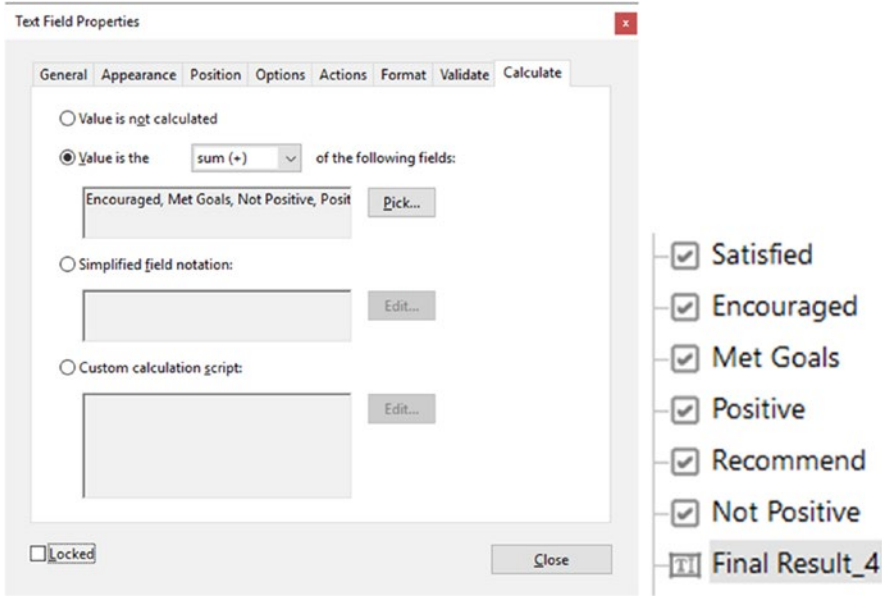 Text Field Properties
x
General Appearance Position Options Actions Format Validate Calculate
Value is not calculated
Value is the sum (+) of the following fields:
Encouraged, Met Goals, Not Positive, Posit
Pick...
Simplified field notation:
Edit...
Custom calculation script:
Edit...
Locked
Close
Satisfied
Encouraged
Met Goals
Positive
Recommend
Not Positive
TI Final Result_4